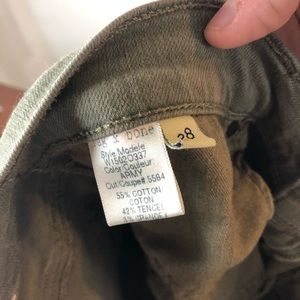 g & bone
28
Style Modele
W1502O337
Color Couleur
ARMY
Cut Coupe# 5584
55% COTTON
COTON
42% TENCEL